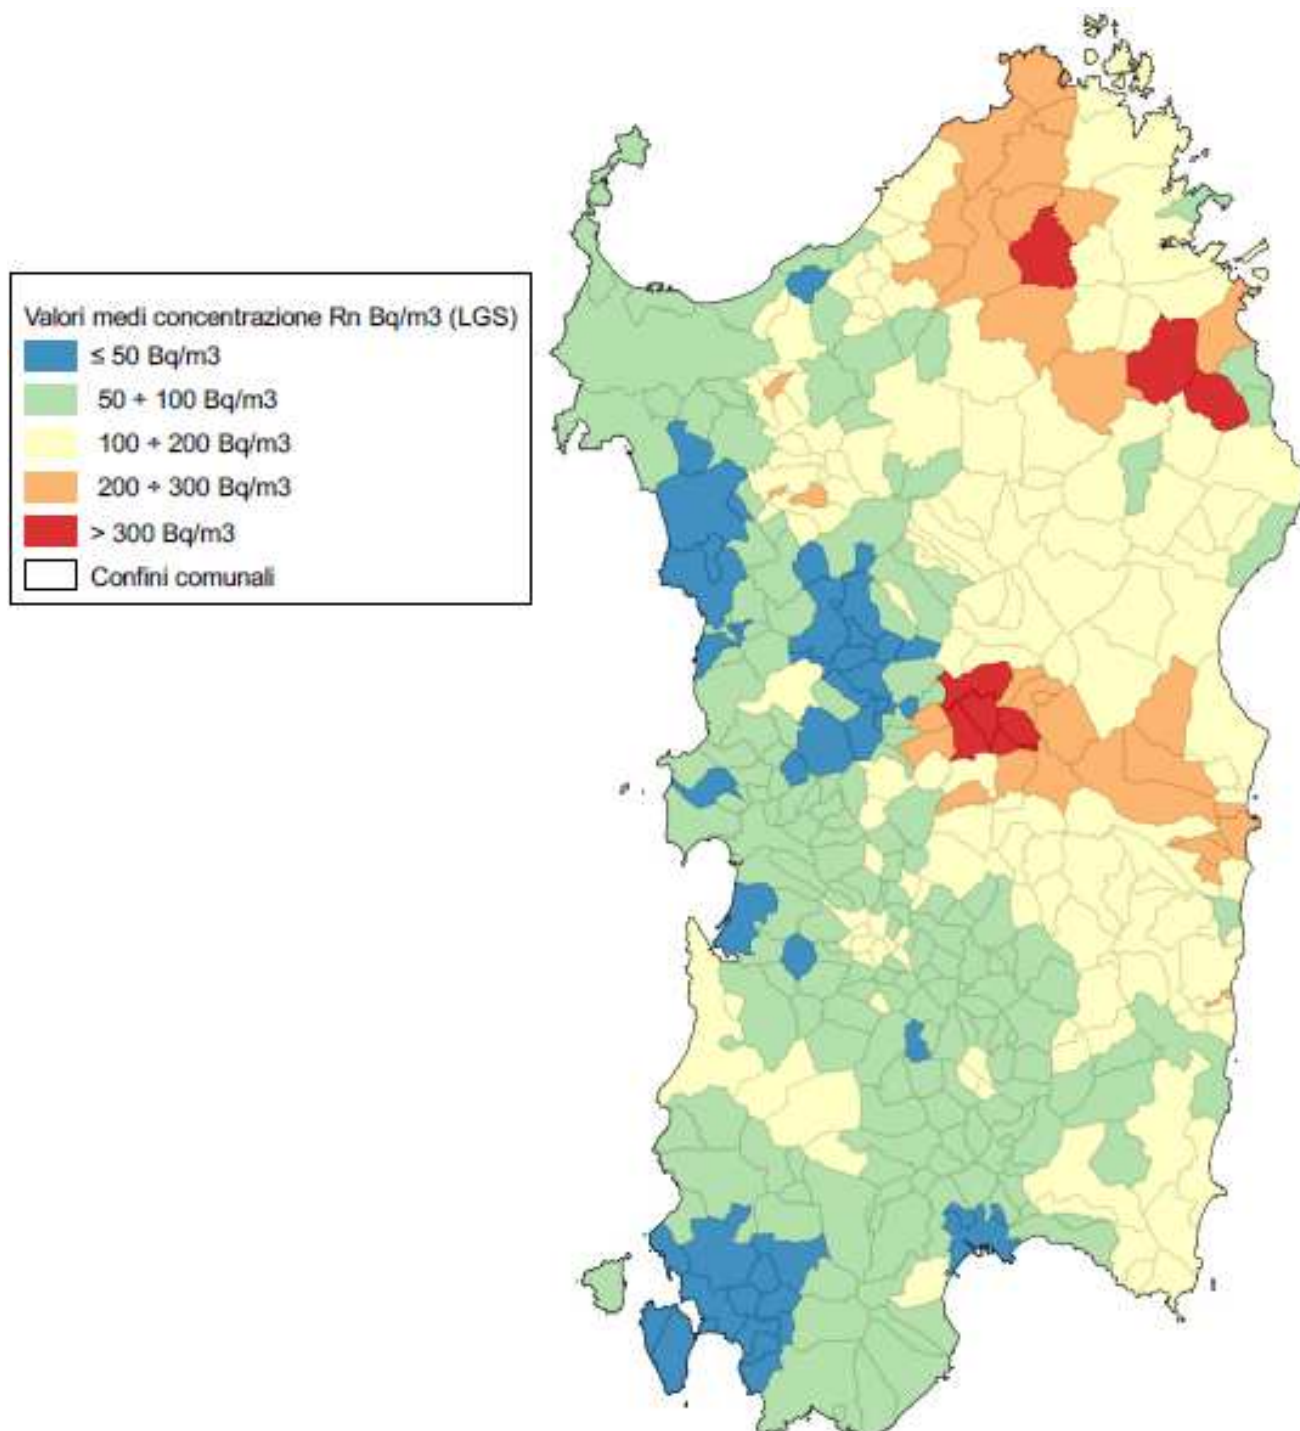 Valori medi concentrazione Rn Bq/m3 (LGS)
≤ 50 Bq/m3
50 ÷ 100 Bq/m3
100 ÷ 200 Bq/m3
200 ÷ 300 Bq/m3
> 300 Bq/m3
Confini comunali